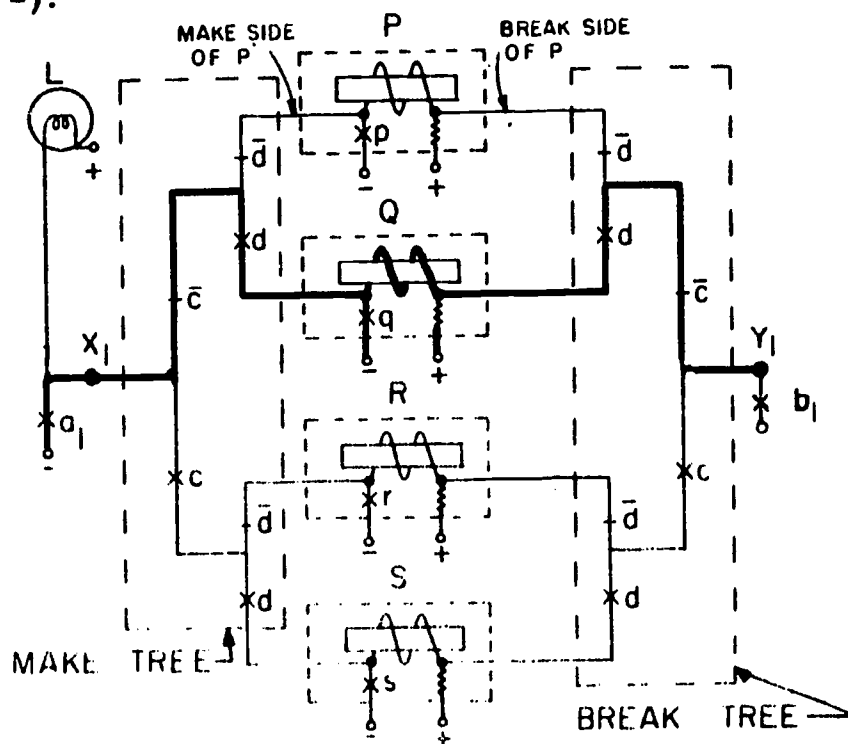 P
MAKE SIDE
OF P
BREAK SIDE
OF P
L
+
d̄
p
-
+
d̄
Q
d
d
c̄
q
-
+
c̄
X₁
Y₁
a₁
-
b₁
R
c
r
-
+
c
d̄
d̄
S
d
d
s
-
+
MAKE TREE
BREAK TREE